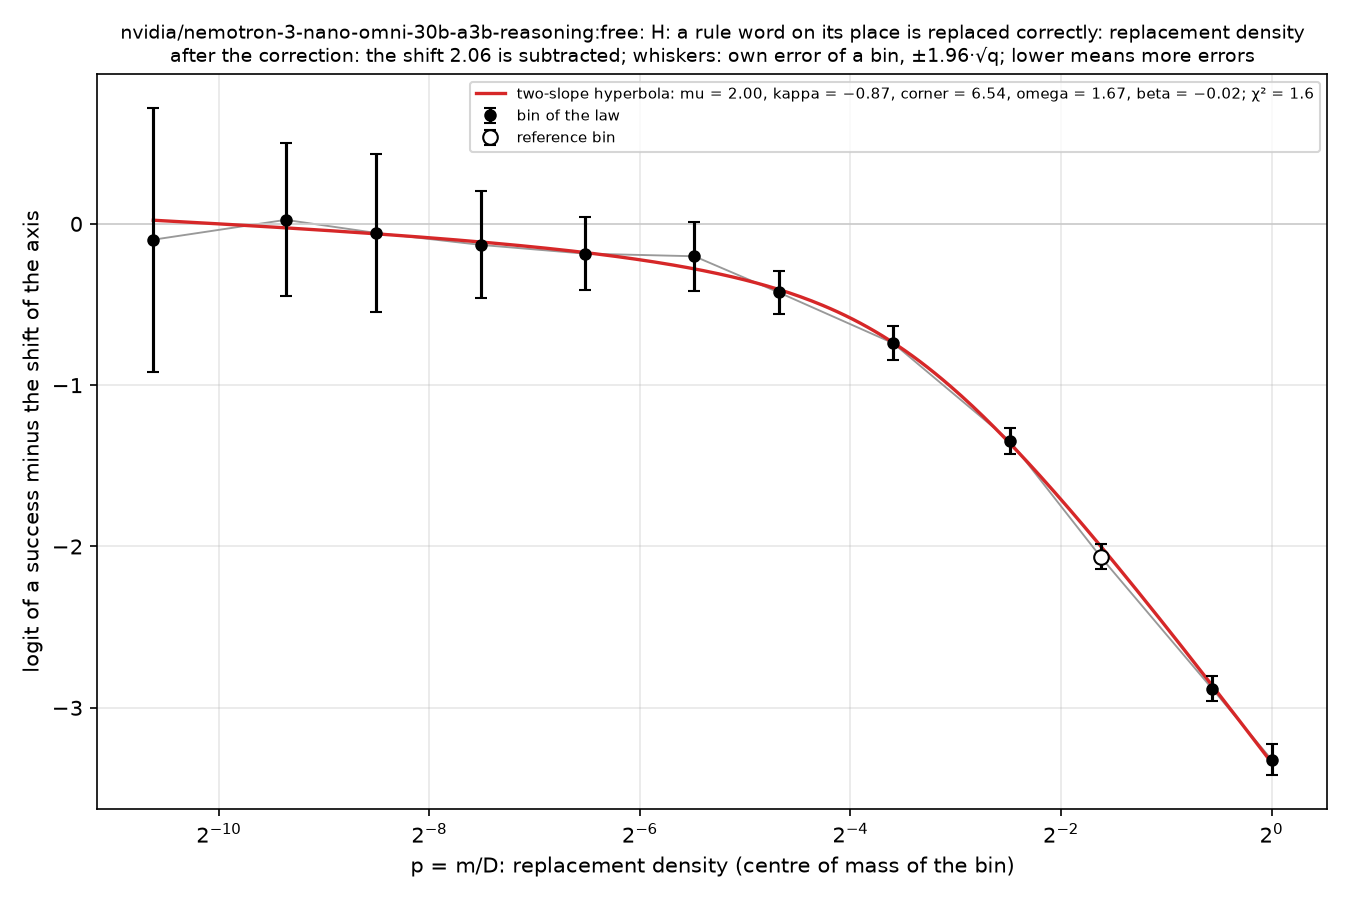 nvidia/nemotron-3-nano-omni-30b-a3b-reasoning:free: H: a rule word on its place is replaced correctly: replacement density
after the correction: the shift 2.06 is subtracted; whiskers: own error of a bin, ±1.96·√q; lower means more errors
two-slope hyperbola: mu = 2.00, kappa = −0.87, corner = 6.54, omega = 1.67, beta = −0.02; χ² = 1.6
bin of the law
reference bin
logit of a success minus the shift of the axis
0
−1
−2
−3
2⁻¹⁰
2⁻⁸
2⁻⁶
2⁻⁴
2⁻²
2⁰
p = m/D: replacement density (centre of mass of the bin)